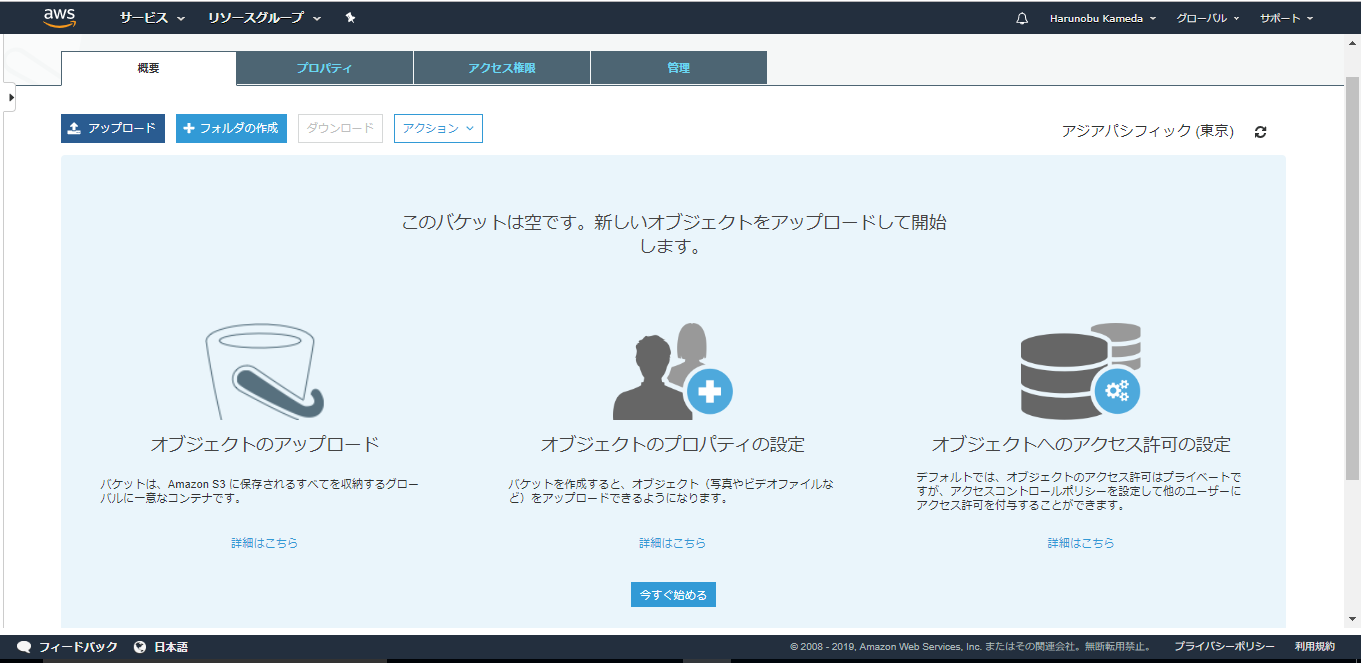 aws サービス リソースグループ Harunobu Kameda グローバル サポート
概要 プロパティ アクセス権限 管理
アップロード フォルダの作成 ダウンロード アクション アジアパシフィック (東京)
このバケットは空です。新しいオブジェクトをアップロードして開始
します。
オブジェクトのアップロード
バケットは、Amazon S3 に保存されるすべてを収納するグロー
バルに一意なコンテナです。
詳細はこちら
オブジェクトのプロパティの設定
バケットを作成すると、オブジェクト（写真やビデオファイルな
ど）をアップロードできるようになります。
詳細はこちら
オブジェクトへのアクセス許可の設定
デフォルトでは、オブジェクトのアクセス許可はプライベートで
すが、アクセスコントロールポリシーを設定して他のユーザーに
アクセス許可を付与することができます。
詳細はこちら
今すぐ始める
フィードバック 日本語 © 2008 - 2019, Amazon Web Services, Inc. またはその関連会社。無断転用禁止。 プライバシーポリシー 利用規約